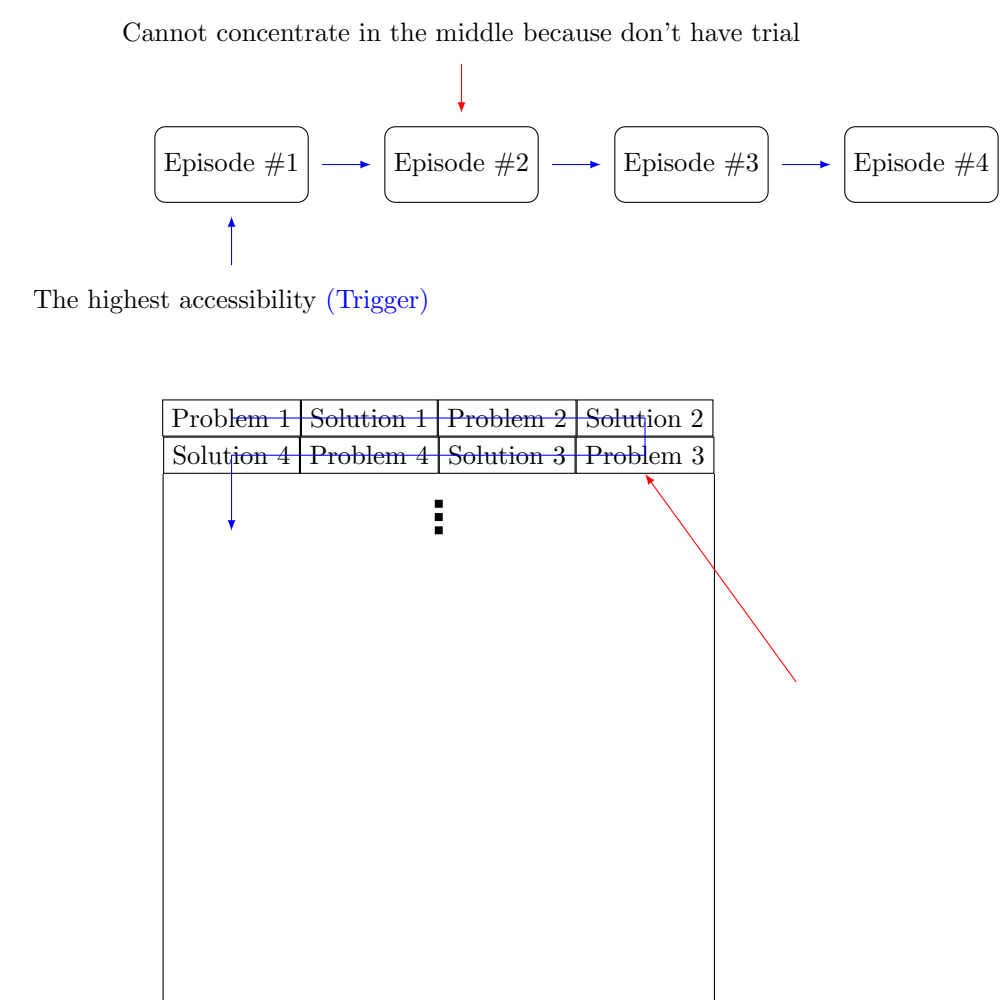 Cannot concentrate in the middle because don't have trial
Episode #1 Episode #2 Episode #3 Episode #4
The highest accessibility (Trigger)
Problem 1 Solution 1 Problem 2 Solution 2
Solution 4 Problem 4 Solution 3 Problem 3